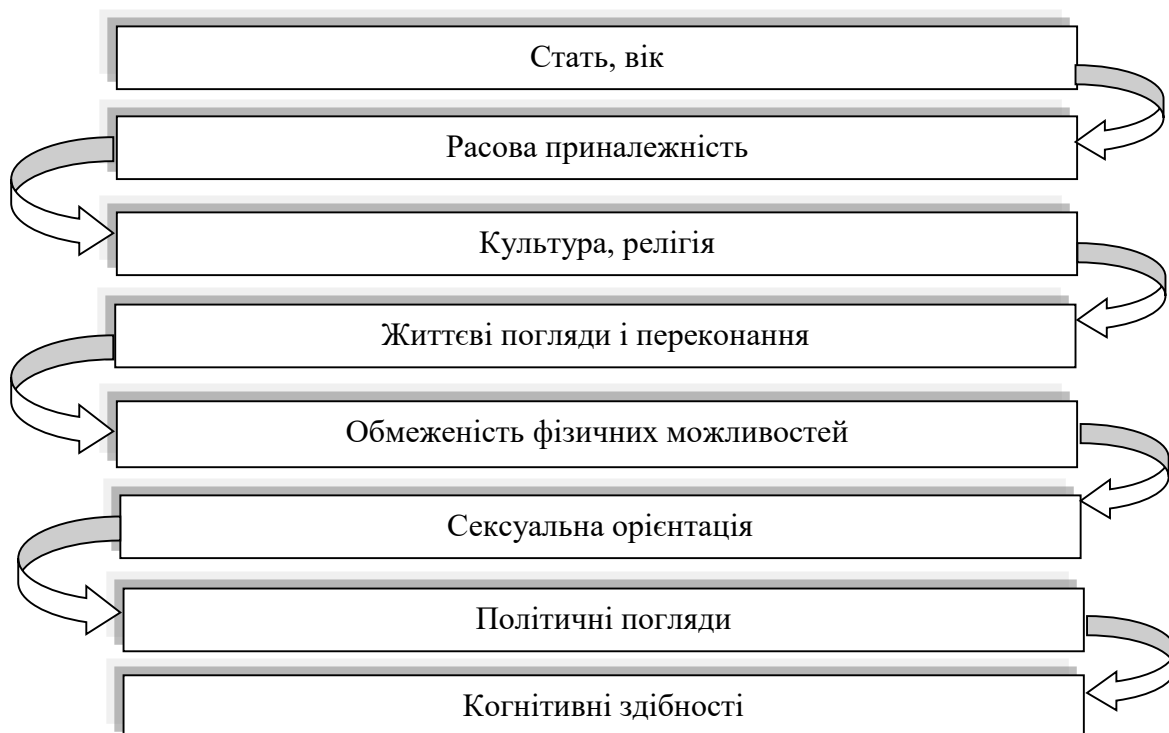 Стать, вік
Расова приналежність
Культура, релігія
Життєві погляди і переконання
Обмеженість фізичних можливостей
Сексуальна орієнтація
Політичні погляди
Когнітивні здібності